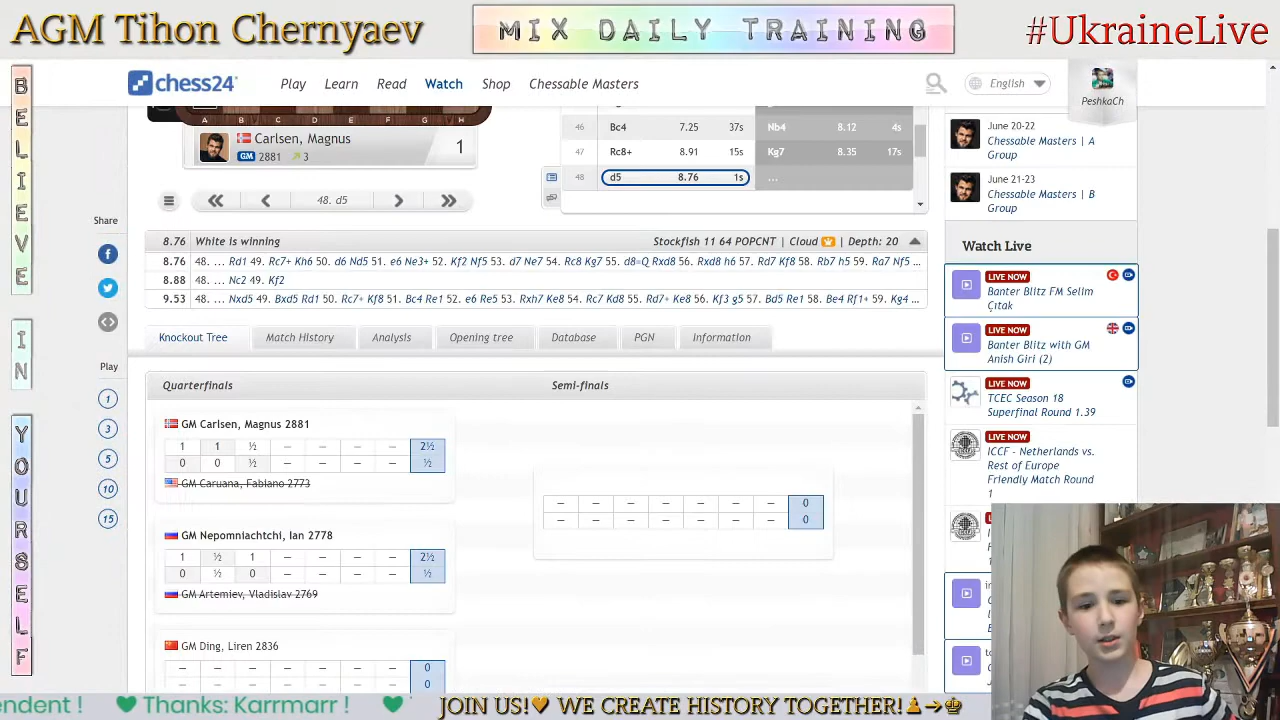 AGM Tihon Chernyaev
MIX DAILY TRAINING
#UkraineLive
BELIVE
IN
YOURSELF
chess24
Play
Learn
Read
Watch
Shop
Chessable Masters
English
PeshkaCh
A B C D E F G H
Carlsen, Magnus
GM 2881 3
1
46 Bc4 7.25 37s Nb4 8.12 4s
47 Rc8+ 8.91 15s Kg7 8.35 17s
48 d5 8.76 1s ...
48. d5
Share
Play
1
3
5
10
15
8.76 White is winning Stockfish 11 64 POPCNT | Cloud | Depth: 20
8.76 48. ... Rd1 49. Rc7+ Kh6 50. d6 Nd5 51. e6 Ne3+ 52. Kf2 Nf5 53. d7 Ne7 54. Rc8 Kg7 55. d8=Q Rxd8 56. Rxd8 h6 57. Rd7 Kf8 58. Rb7 h5 59. Ra7 Nf5 ...
8.88 48. ... Nc2 49. Kf2
9.53 48. ... Nxd5 49. Bxd5 Rd1 50. Rc7+ Kf8 51. Bc4 Re1 52. e6 Re5 53. Rxh7 Ke8 54. Rc7 Kd8 55. Rd7+ Ke8 56. Kf3 g5 57. Bd5 Re1 58. Be4 Rf1+ 59. Kg4 ...
Knockout Tree
Match History
Analysis
Opening tree
Database
PGN
Information
Quarterfinals
Semi-finals
GM Carlsen, Magnus 2881
1 1 ½ – – – – 2½
0 0 ½ – – – – ½
GM Caruana, Fabiano 2773
GM Nepomniachtchi, Ian 2778
1 ½ 1 – – – – 2½
0 ½ 0 – – – – ½
GM Artemiev, Vladislav 2769
GM Ding, Liren 2836
– – – – – – – 0
– – – – – – – 0
– – – – – – – 0
– – – – – – – 0
June 20-22
Chessable Masters | A
Group
June 21-23
Chessable Masters | B
Group
Watch Live
LIVE NOW
Banter Blitz FM Selim
Çıtak
LIVE NOW
Banter Blitz with GM
Anish Giri (2)
LIVE NOW
TCEC Season 18
Superfinal Round 1.39
LIVE NOW
ICCF - Netherlands vs.
Rest of Europe
Friendly Match Round
1
endent ! Thanks: Karrmarr !
JOIN US! WE CREATE HISTORY TOGETHER!